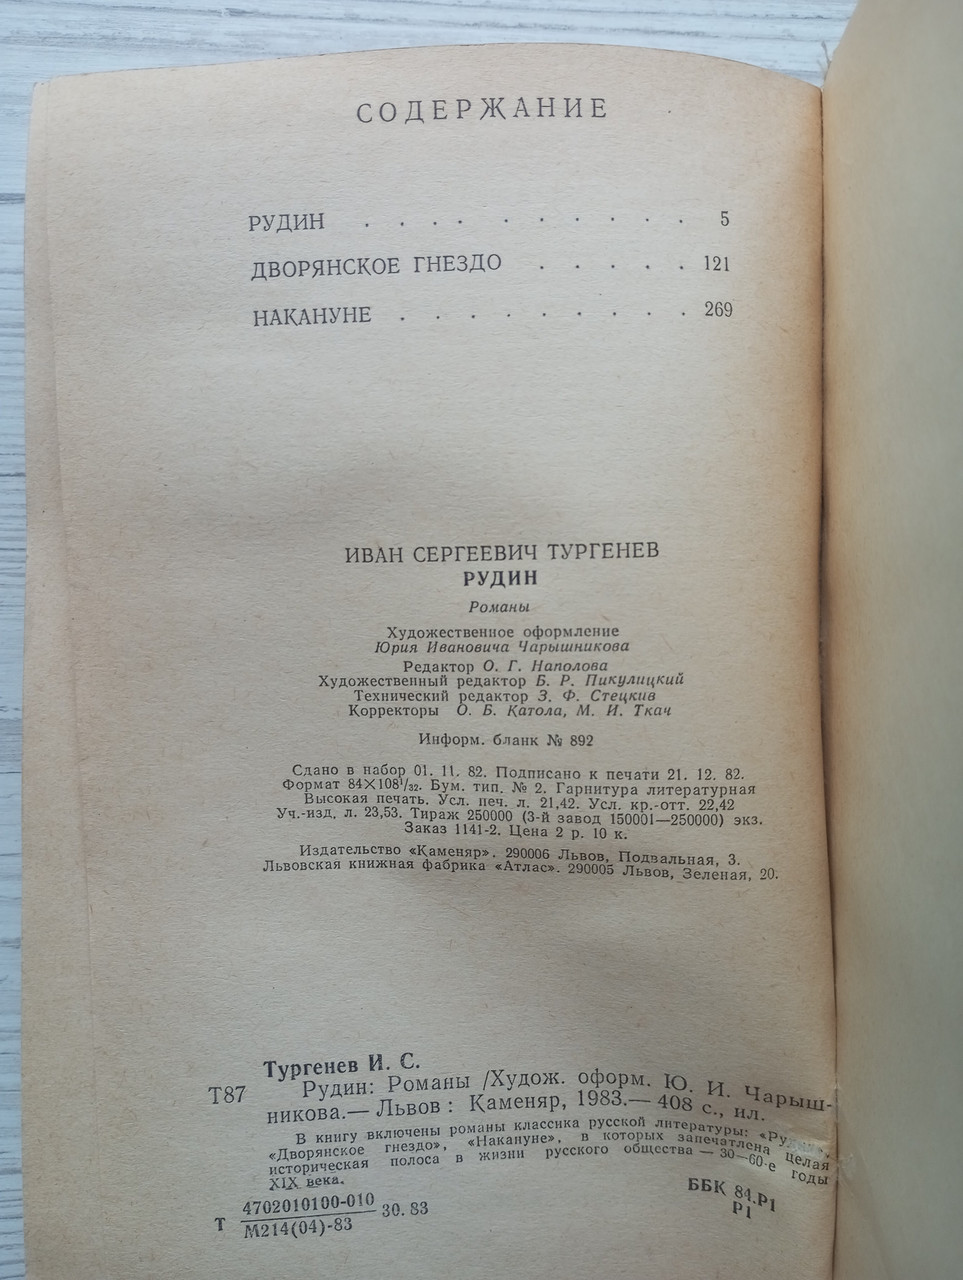 СОДЕРЖАНИЕ
РУДИН . . . . . . . . . . 5
ДВОРЯНСКОЕ ГНЕЗДО . . . . . 121
НАКАНУНЕ . . . . . . . . . 269
ИВАН СЕРГЕЕВИЧ ТУРГЕНЕВ
РУДИН
Романы
Художественное оформление
Юрия Ивановича Чарышникова
Редактор О. Г. Наполова
Художественный редактор Б. Р. Пикулицкий
Технический редактор З. Ф. Стецкив
Корректоры О. Б. Катола, М. И. Ткач
Информ. бланк № 892
Сдано в набор 01. 11. 82. Подписано к печати 21. 12. 82.
Формат 84×108¹/₃₂. Бум. тип. № 2. Гарнитура литературная
Высокая печать. Усл. печ. л. 21,42. Усл. кр.-отт. 22,42
Уч.-изд. л. 23,53. Тираж 250000 (3-й завод 150001—250000) экз.
Заказ 1141-2. Цена 2 р. 10 к.
Издательство «Каменяр». 290006 Львов, Подвальная, 3.
Львовская книжная фабрика «Атлас». 290005 Львов, Зеленая, 20.
Тургенев И. С.
Т87 Рудин: Романы /Худож. оформ. Ю. И. Чарыш-
никова.— Львов : Каменяр, 1983.— 408 с., ил.
В книгу включены романы классика русской литературы:
«Дворянское гнездо», «Накануне», в которых запечатлена целая
историческая полоса в жизни русского общества — 30—60-е годы
XIX века.
Т 4702010100-010 30. 83
М214(04)-83
ББК 84.Р1
Р1